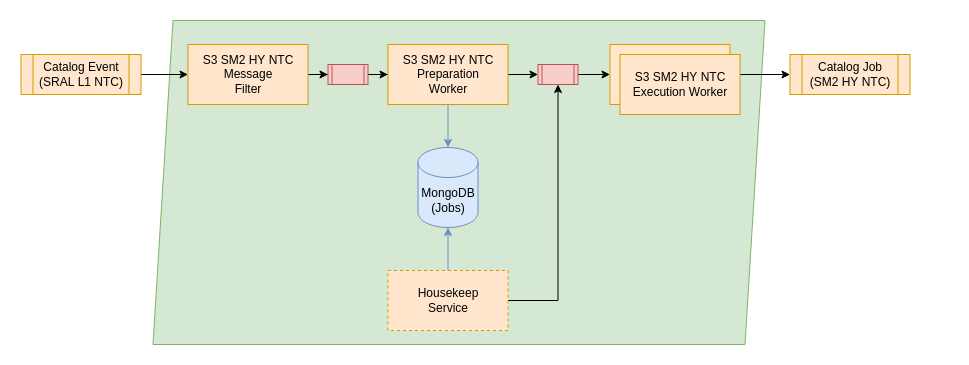 Catalog Event
(SRAL L1 NTC)
S3 SM2 HY NTC
Message
Filter
S3 SM2 HY NTC
Preparation
Worker
S3 SM2 HY NTC
Execution Worker
Catalog Job
(SM2 HY NTC)
MongoDB
(Jobs)
Housekeep
Service